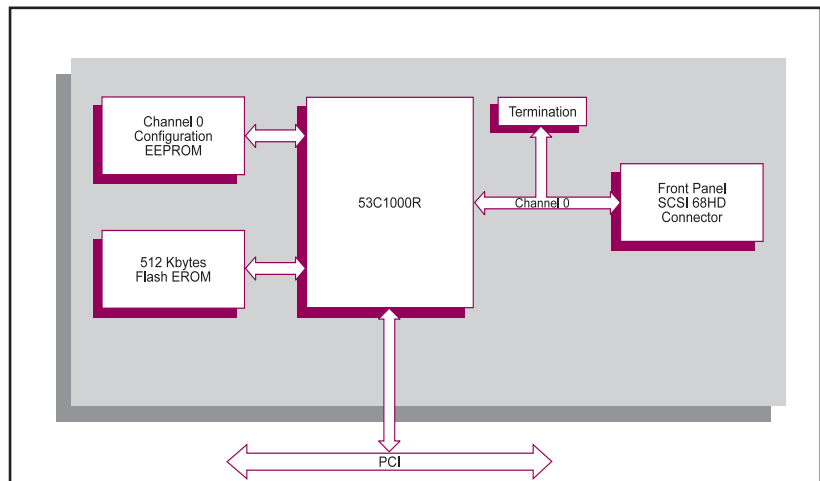 Channel 0
Configuration
EEPROM
Termination
53C1000R
Channel 0
Front Panel
SCSI 68HD
Connector
512 Kbytes
Flash EROM
PCI